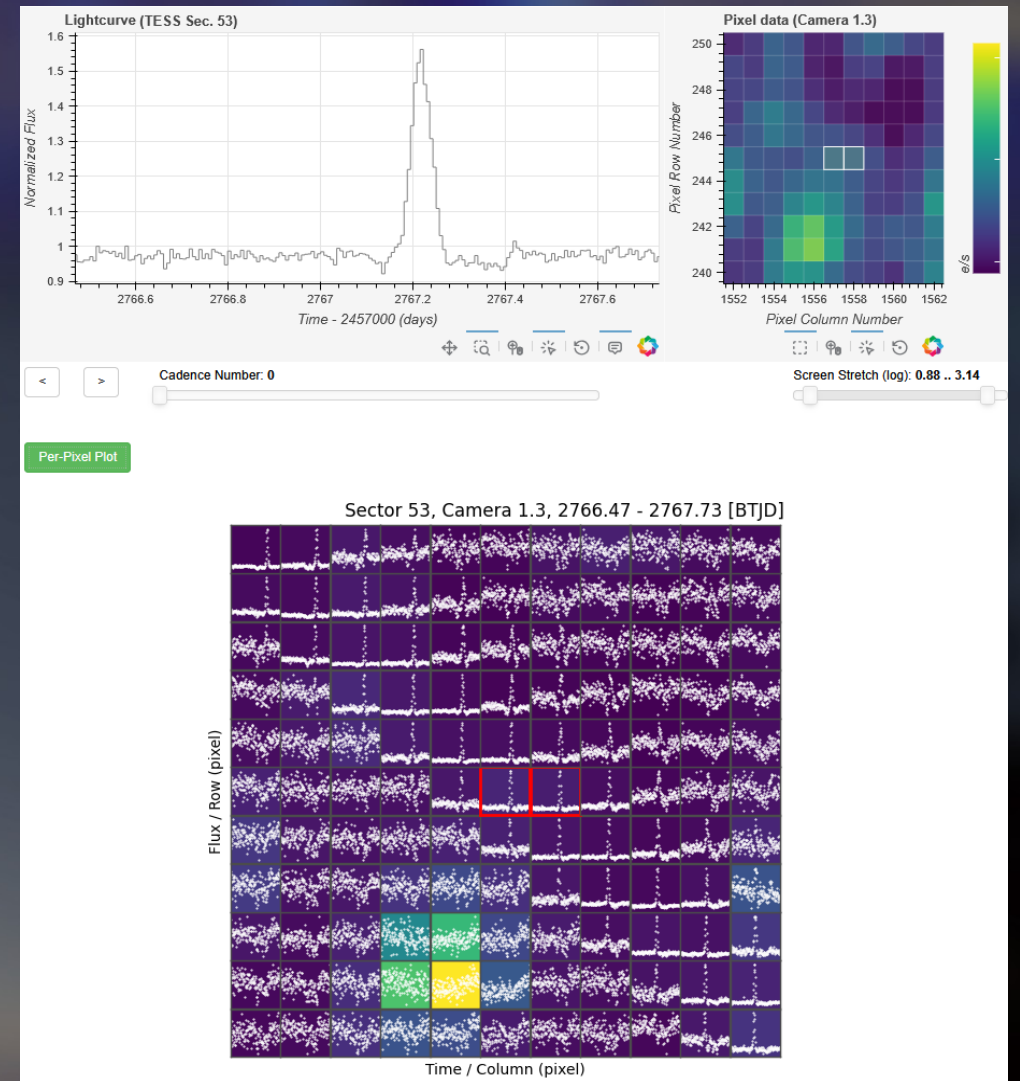 Lightcurve (TESS Sec. 53)
1.6
1.5
1.4
1.3
1.2
1.1
1
0.9
Normalized Flux
2766.6 2766.8 2767 2767.2 2767.4 2767.6
Time - 2457000 (days)
Pixel data (Camera 1.3)
250
248
246
244
242
240
Pixel Row Number
1552 1554 1556 1558 1560 1562
Pixel Column Number
e/s
< >
Cadence Number: 0
Screen Stretch (log): 0.88 .. 3.14
Per-Pixel Plot
Sector 53, Camera 1.3, 2766.47 - 2767.73 [BTJD]
Flux / Row (pixel)
Time / Column (pixel)